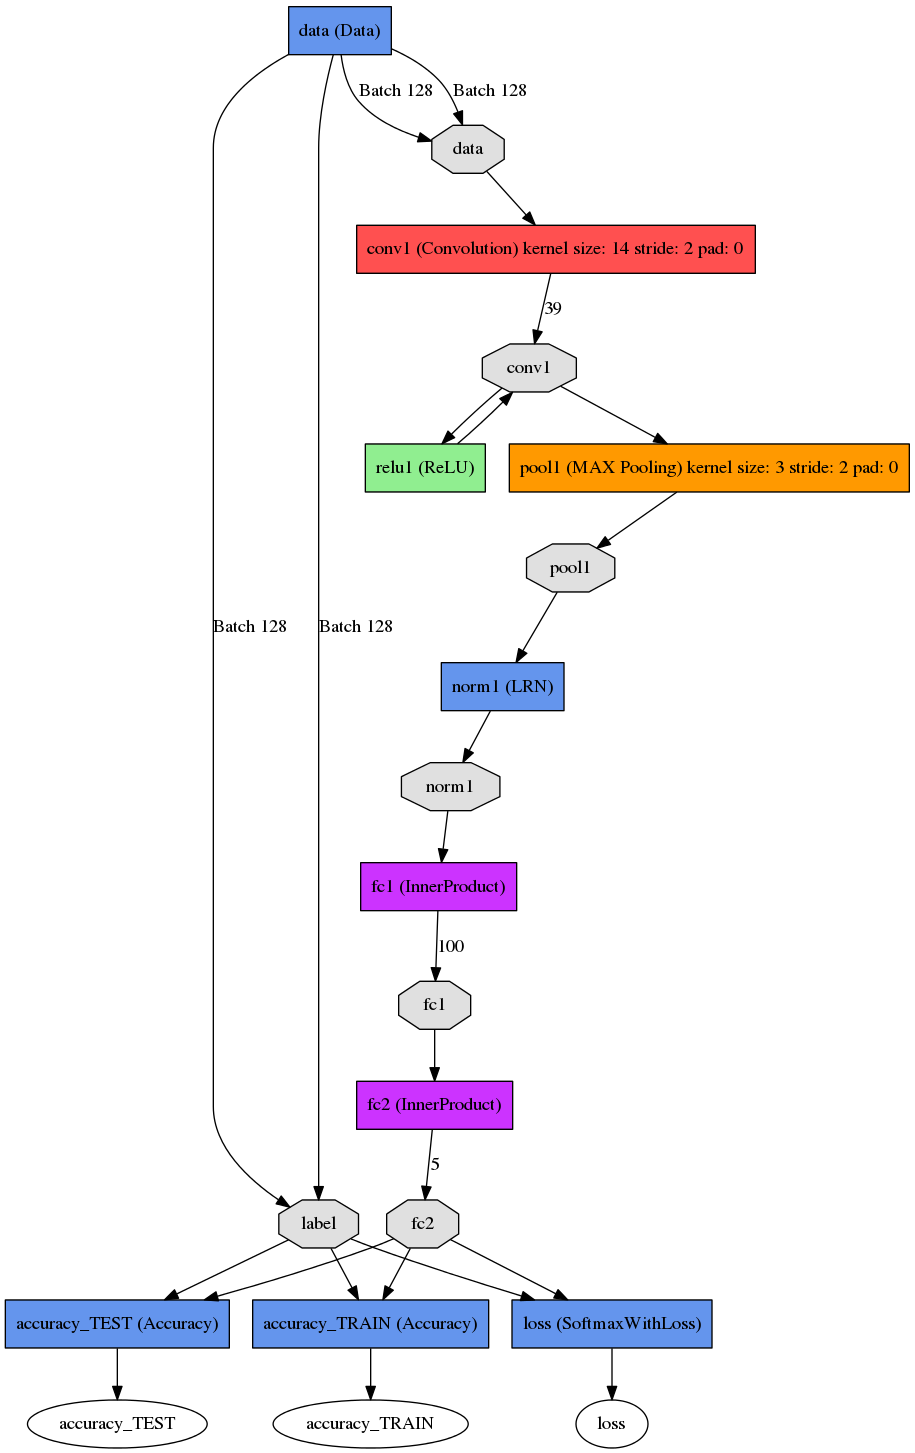 data (Data)
Batch 128
Batch 128
data
conv1 (Convolution) kernel size: 14 stride: 2 pad: 0
39
conv1
relu1 (ReLU)
pool1 (MAX Pooling) kernel size: 3 stride: 2 pad: 0
pool1
Batch 128
Batch 128
norm1 (LRN)
norm1
fc1 (InnerProduct)
100
fc1
fc2 (InnerProduct)
5
label
fc2
accuracy_TEST (Accuracy)
accuracy_TRAIN (Accuracy)
loss (SoftmaxWithLoss)
accuracy_TEST
accuracy_TRAIN
loss